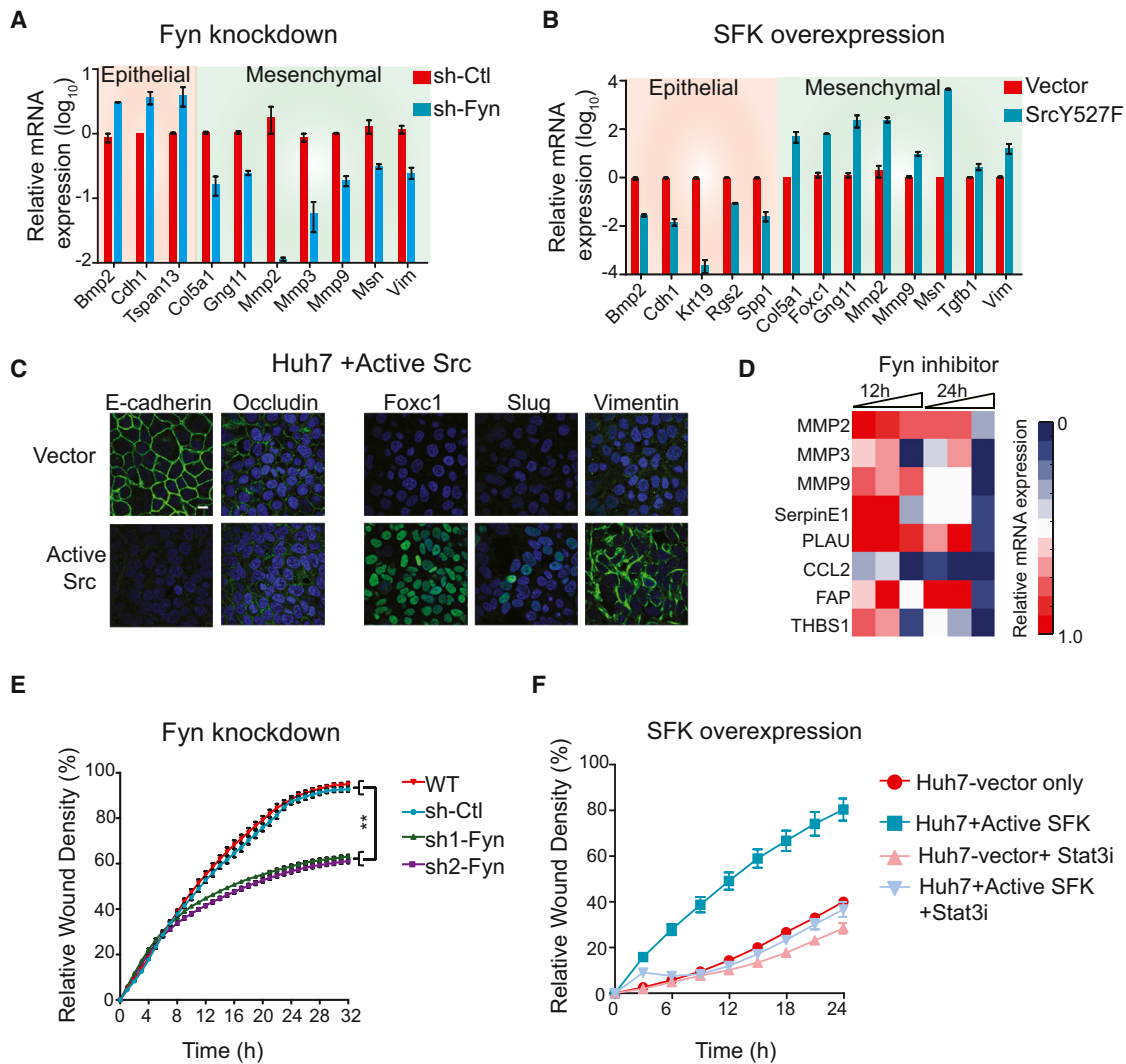 A
Fyn knockdown
Epithelial
Mesenchymal
sh-Ctl
sh-Fyn
Relative mRNA
expression (log10)
1
0
-1
-2
Bmp2
Cdh1
Tspan13
Col5a1
Gng11
Mmp2
Mmp3
Mmp9
Msn
Vim
B
SFK overexpression
Epithelial
Mesenchymal
Vector
SrcY527F
Relative mRNA
expression (log10)
4
2
0
-2
-4
Bmp2
Cdh1
Krt19
Rgs2
Spp1
Col5a1
Foxc1
Gng11
Mmp2
Mmp9
Msn
Tgfb1
Vim
C
Huh7 +Active Src
E-cadherin
Occludin
Foxc1
Slug
Vimentin
Vector
Active
Src
D
Fyn inhibitor
12h
24h
MMP2
MMP3
MMP9
SerpinE1
PLAU
CCL2
FAP
THBS1
0
1.0
Relative mRNA expression
E
Fyn knockdown
Relative Wound Density (%)
100
80
60
40
20
0
0 4 8 12 16 20 24 28 32
Time (h)
**
WT
sh-Ctl
sh1-Fyn
sh2-Fyn
F
SFK overexpression
Relative Wound Density (%)
100
80
60
40
20
0
0 6 12 18 24
Time (h)
Huh7-vector only
Huh7+Active SFK
Huh7-vector+ Stat3i
Huh7+Active SFK
+Stat3i